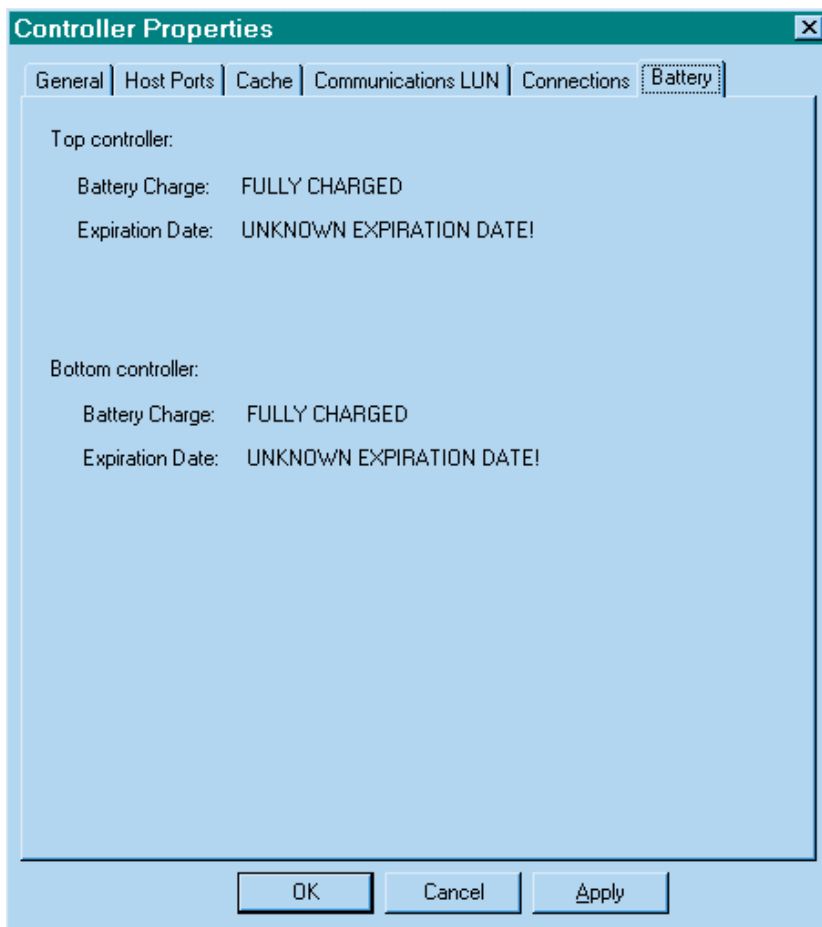 Controller Properties
General Host Ports Cache Communications LUN Connections Battery
Top controller:
Battery Charge: FULLY CHARGED
Expiration Date: UNKNOWN EXPIRATION DATE!
Bottom controller:
Battery Charge: FULLY CHARGED
Expiration Date: UNKNOWN EXPIRATION DATE!
OK Cancel Apply